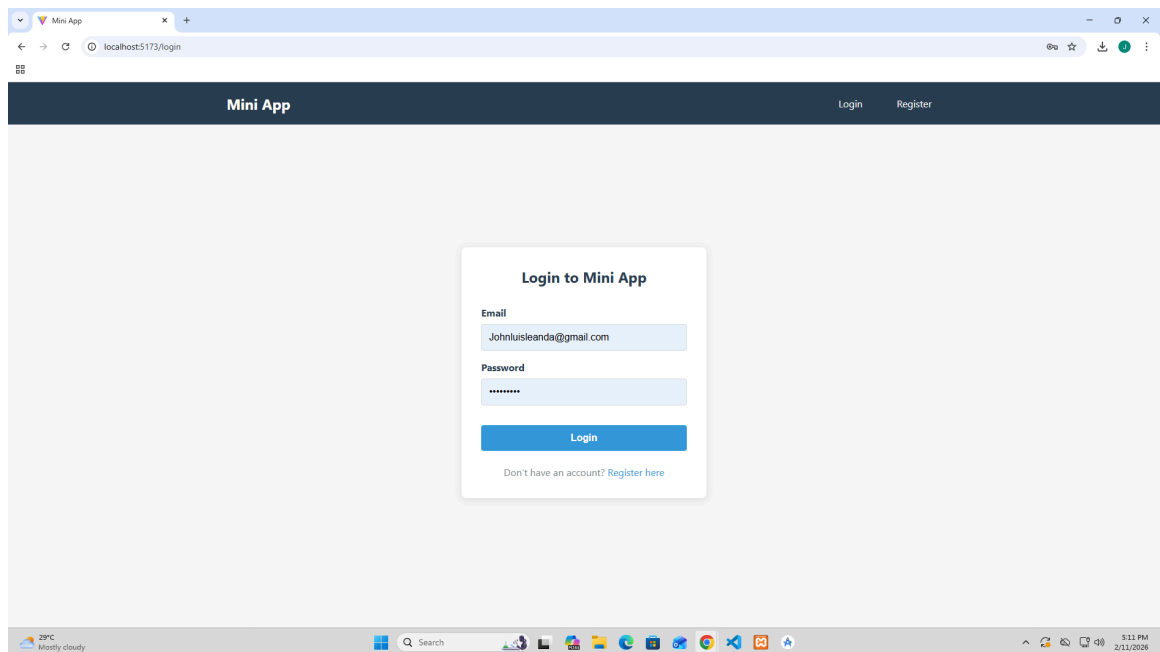 Mini App
localhost:5173/login
J
Mini App
Login
Register
Login to Mini App
Email
Johnluisleanda@gmail.com
Password
•••••••••
Login
Don't have an account? Register here
29°C
Mostly cloudy
Search
5:11 PM
2/11/2026